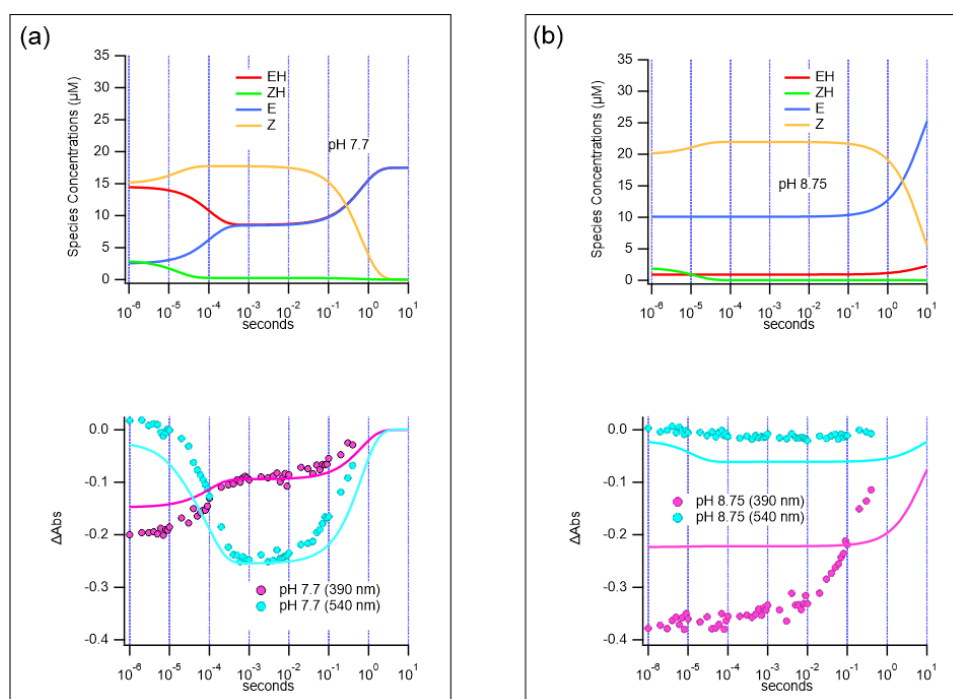 (a)
35
30
25
20
15
10
5
0
Species Concentrations (µM)
EH
ZH
E
Z
pH 7.7
10-6 10-5 10-4 10-3 10-2 10-1 100 101
seconds
0.0
-0.1
-0.2
-0.3
-0.4
ΔAbs
pH 7.7 (390 nm)
pH 7.7 (540 nm)
10-6 10-5 10-4 10-3 10-2 10-1 100 101
seconds
(b)
35
30
25
20
15
10
5
0
Species Concentrations (µM)
EH
ZH
E
Z
pH 8.75
10-6 10-5 10-4 10-3 10-2 10-1 100 101
seconds
0.0
-0.1
-0.2
-0.3
-0.4
ΔAbs
pH 8.75 (390 nm)
pH 8.75 (540 nm)
10-6 10-5 10-4 10-3 10-2 10-1 100 101
seconds